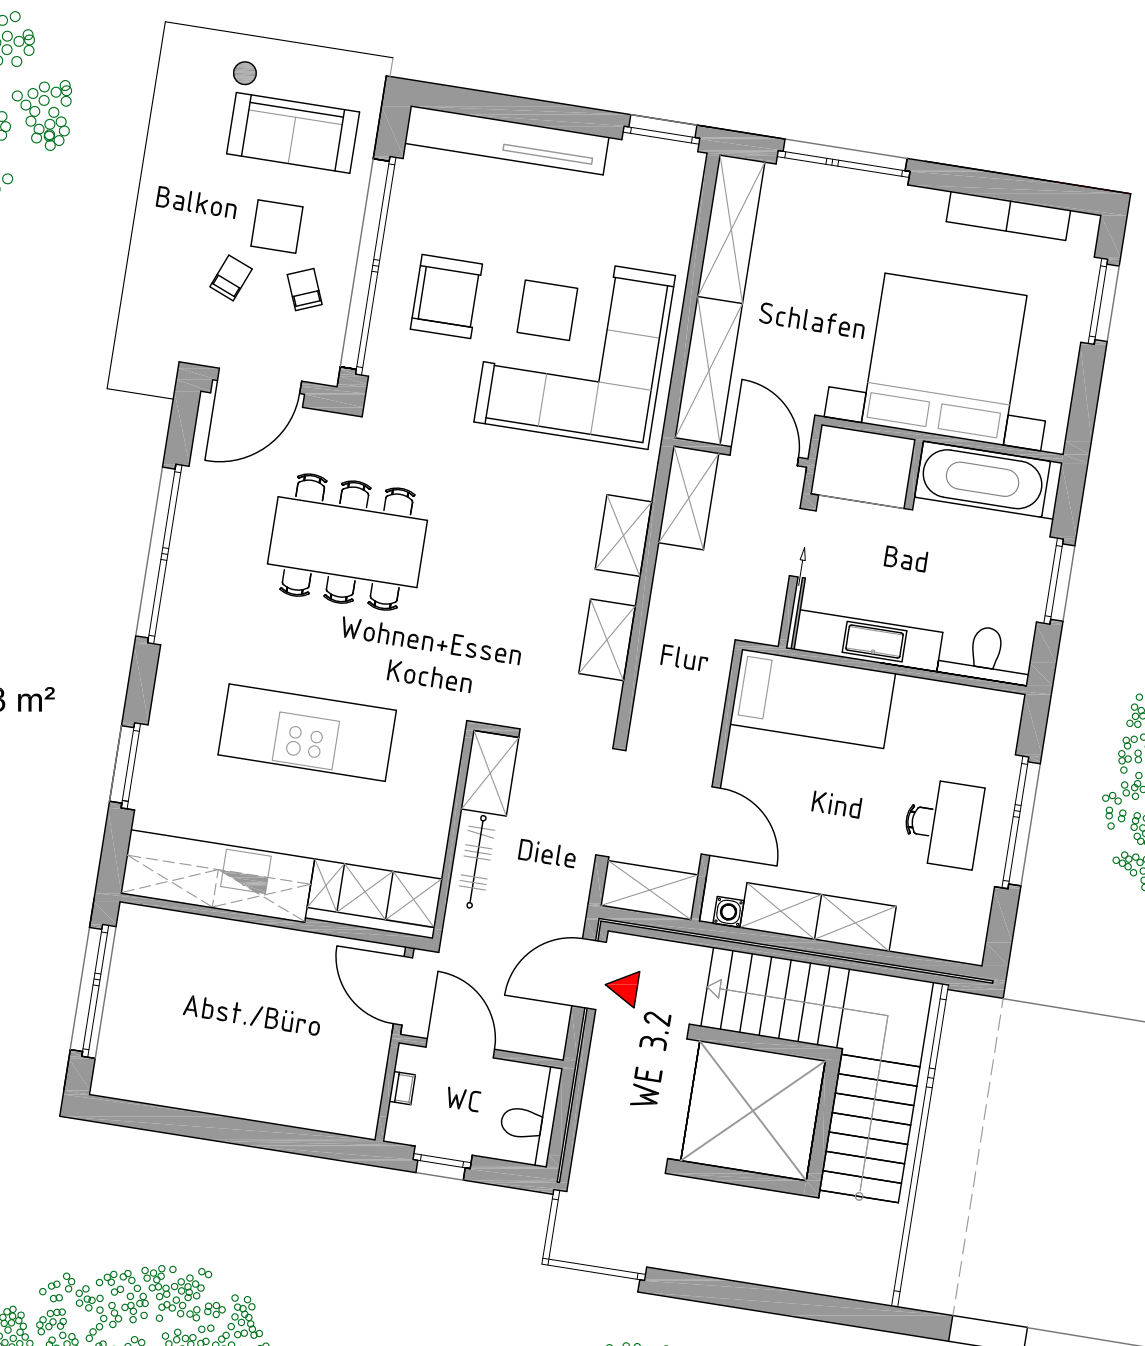 Balkon
Schlafen
Bad
Wohnen+Essen
Kochen
Flur
m²
Kind
Diele
Abst./Büro
WE 3.2
WC